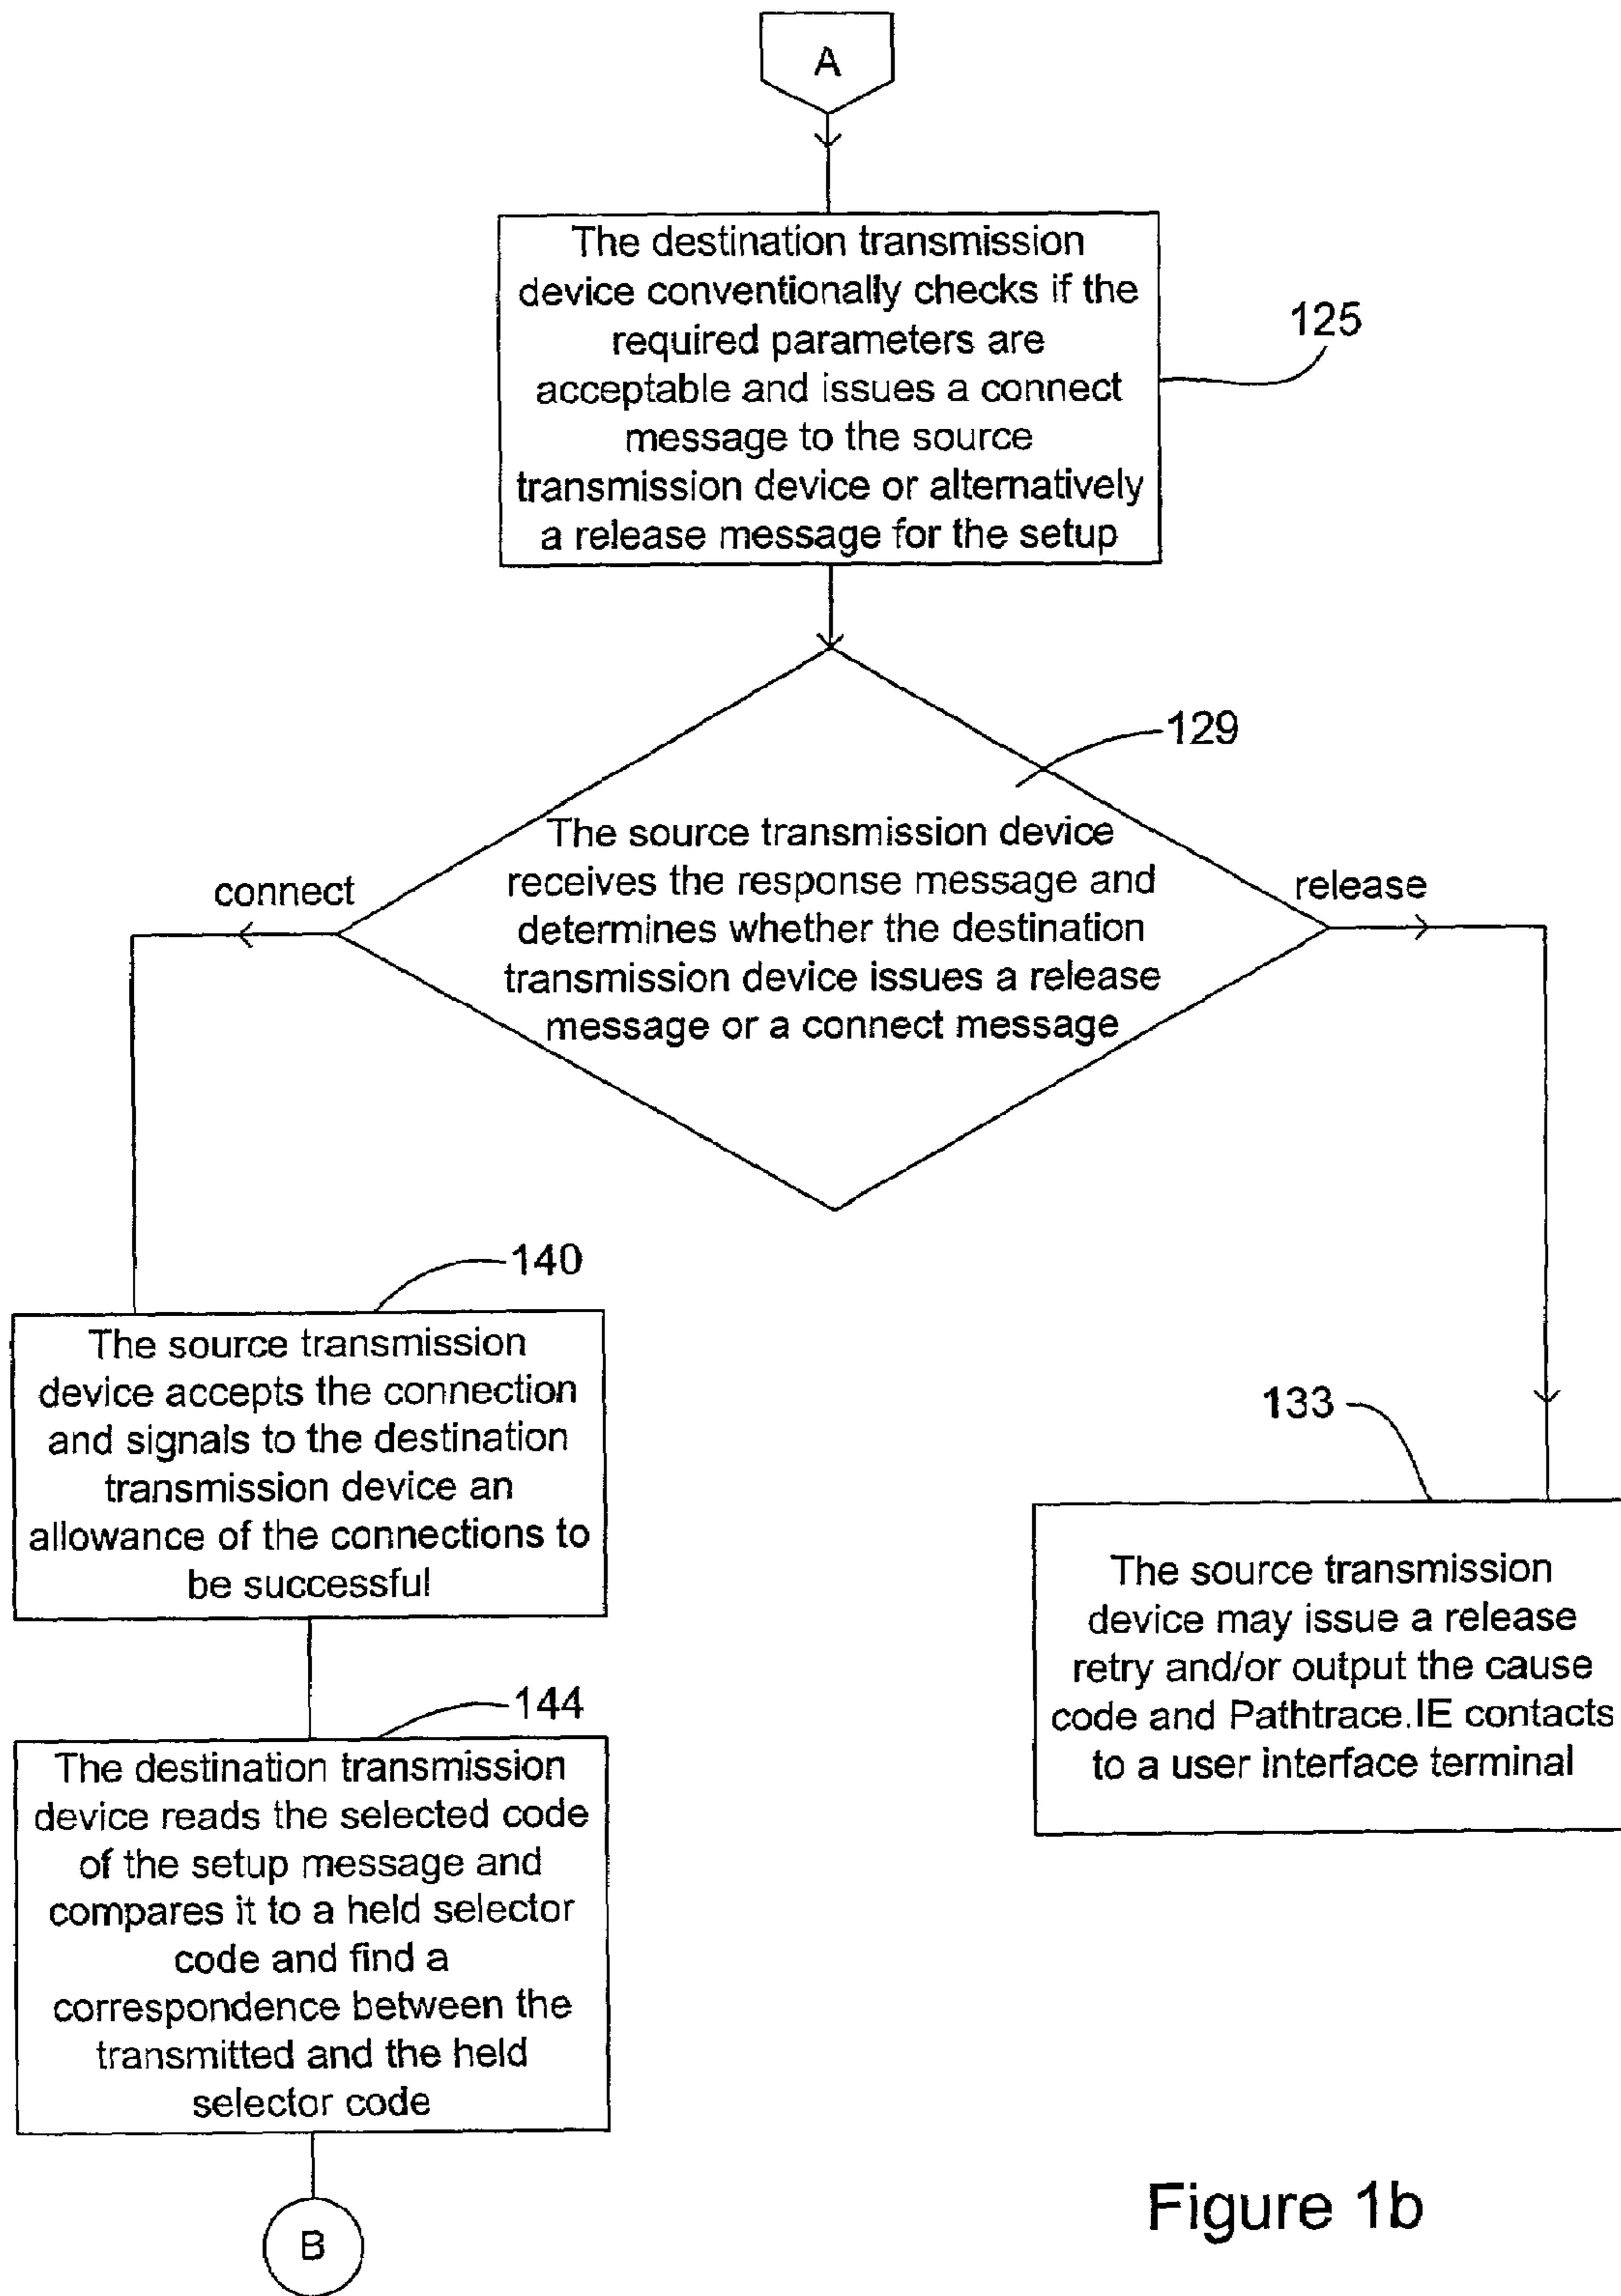 A
The destination transmission
device conventionally checks if the
required parameters are
acceptable and issues a connect
message to the source
transmission device or alternatively
a release message for the setup
125
129
The source transmission device
receives the response message and
determines whether the destination
transmission device issues a release
message or a connect message
connect
release
140
The source transmission
device accepts the connection
and signals to the destination
transmission device an
allowance of the connections to
be successful
133
The source transmission
device may issue a release
retry and/or output the cause
code and Pathtrace.IE contacts
to a user interface terminal
144
The destination transmission
device reads the selected code
of the setup message and
compares it to a held selector
code and find a
correspondence between the
transmitted and the held
selector code
B
Figure 1b